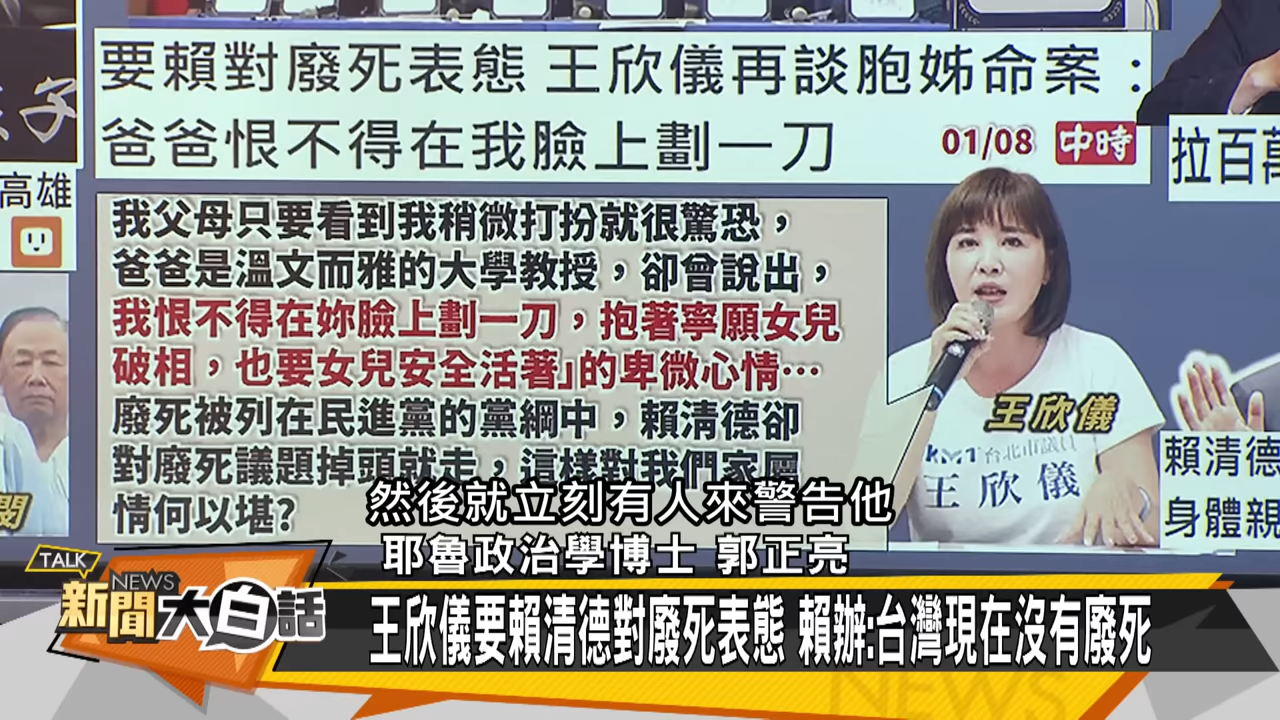 要賴對廢死表態 王欣儀再談胞姊命案：
爸爸恨不得在我臉上劃一刀
01/08 中時
高雄
拉百萬
我父母只要看到我稍微打扮就很驚恐，
爸爸是溫文而雅的大學教授，卻曾說出，
我恨不得在妳臉上劃一刀，抱著寧願女兒
破相，也要女兒安全活著」的卑微心情…
廢死被列在民進黨的黨綱中，賴清德卻
對廢死議題掉頭就走，這樣對我們家屬
情何以堪?
王欣儀
KMT台北市議員
王欣儀
賴清德
身體親
然後就立刻有人來警告他
耶魯政治學博士 郭正亮
TALK
NEWS
新聞大白話
王欣儀要賴清德對廢死表態 賴辦:台灣現在沒有廢死
NEWS